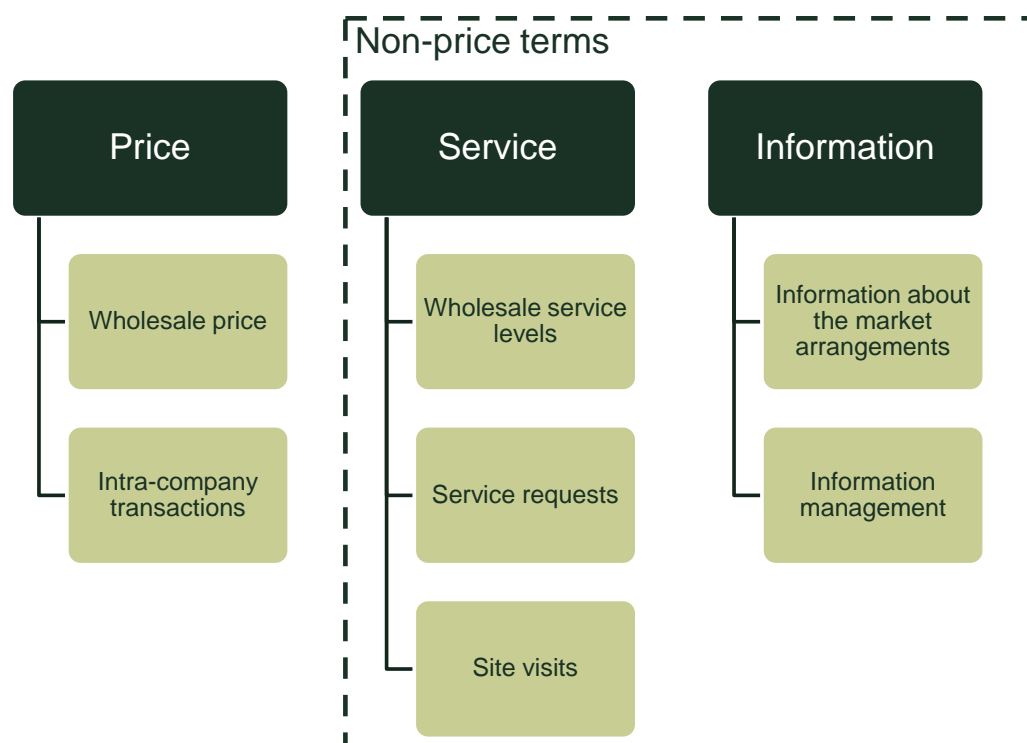 Non-price terms
Price
Service
Information
Wholesale price
Intra-company
transactions
Wholesale service
levels
Service requests
Site visits
Information about
the market
arrangements
Information
management